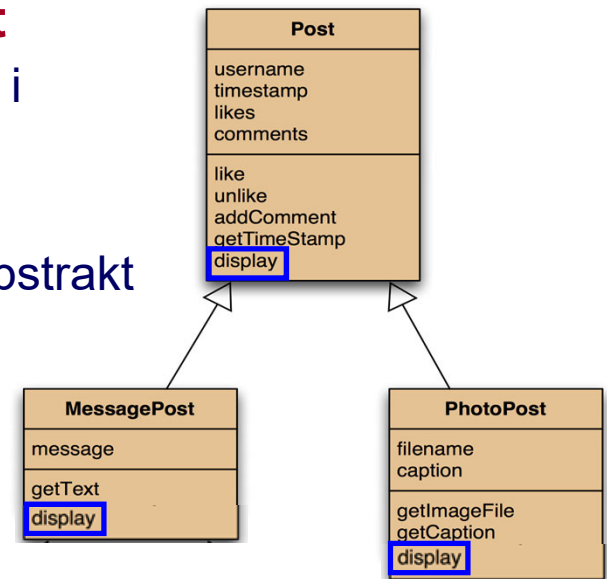 t
i
ostrakt
Post
username
timestamp
likes
comments
like
unlike
addComment
getTimeStamp
display
MessagePost
message
getText
display
PhotoPost
filename
caption
getImageFile
getCaption
display